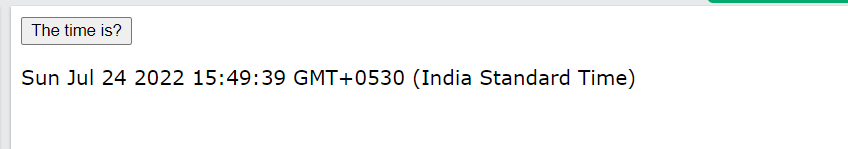 The time is?
Sun Jul 24 2022 15:49:39 GMT+0530 (India Standard Time)